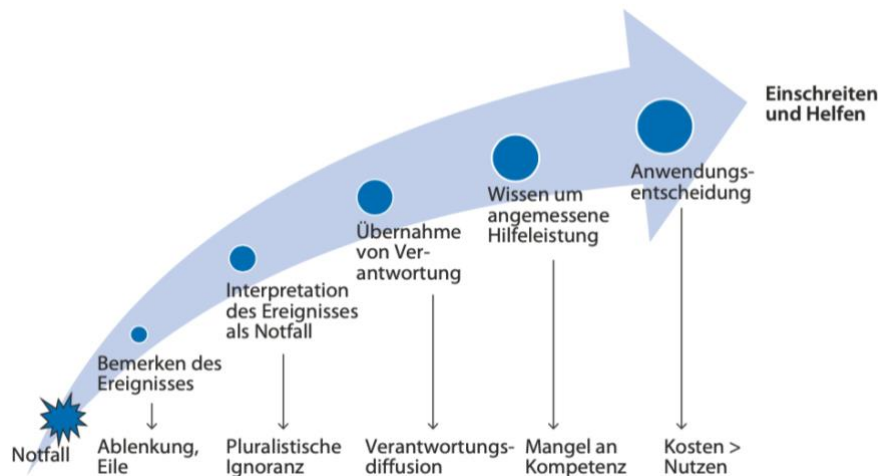 Einschreiten
und Helfen
Anwendungs-
entscheidung
Wissen um
angemessene
Hilfeleistung
Übernahme
von Ver-
antwortung
Interpretation
des Ereignisses
als Notfall
Bemerken des
Ereignisses
Notfall
Ablenkung,
Eile
Pluralistische
Ignoranz
Verantwortungs-
diffusion
Mangel an
Kompetenz
Kosten >
Nutzen